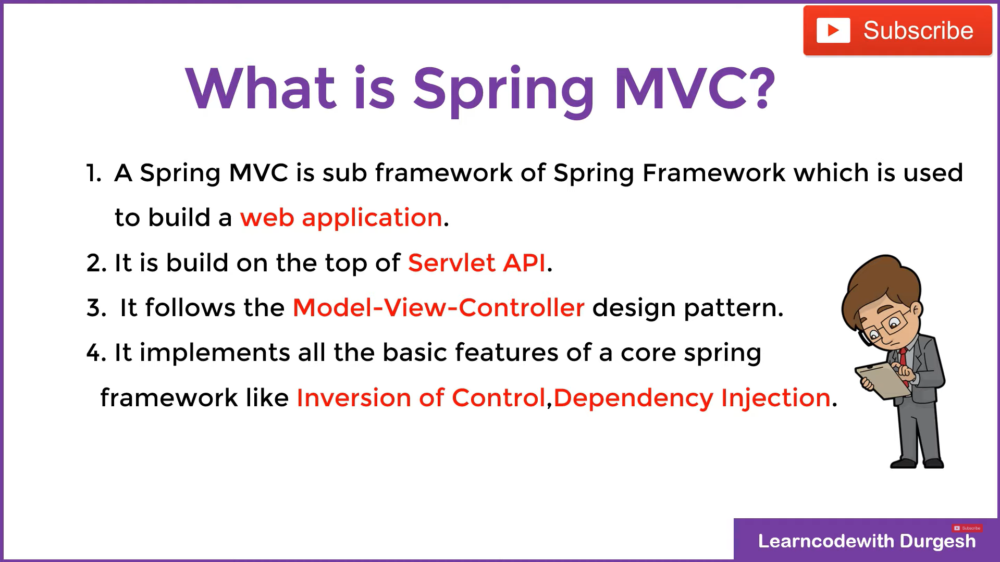 Subscribe
What is Spring MVC?
1. A Spring MVC is sub framework of Spring Framework which is used
to build a web application.
2. It is build on the top of Servlet API.
3. It follows the Model-View-Controller design pattern.
4. It implements all the basic features of a core spring
framework like Inversion of Control,Dependency Injection.
Subscribe
Learncodewith Durgesh